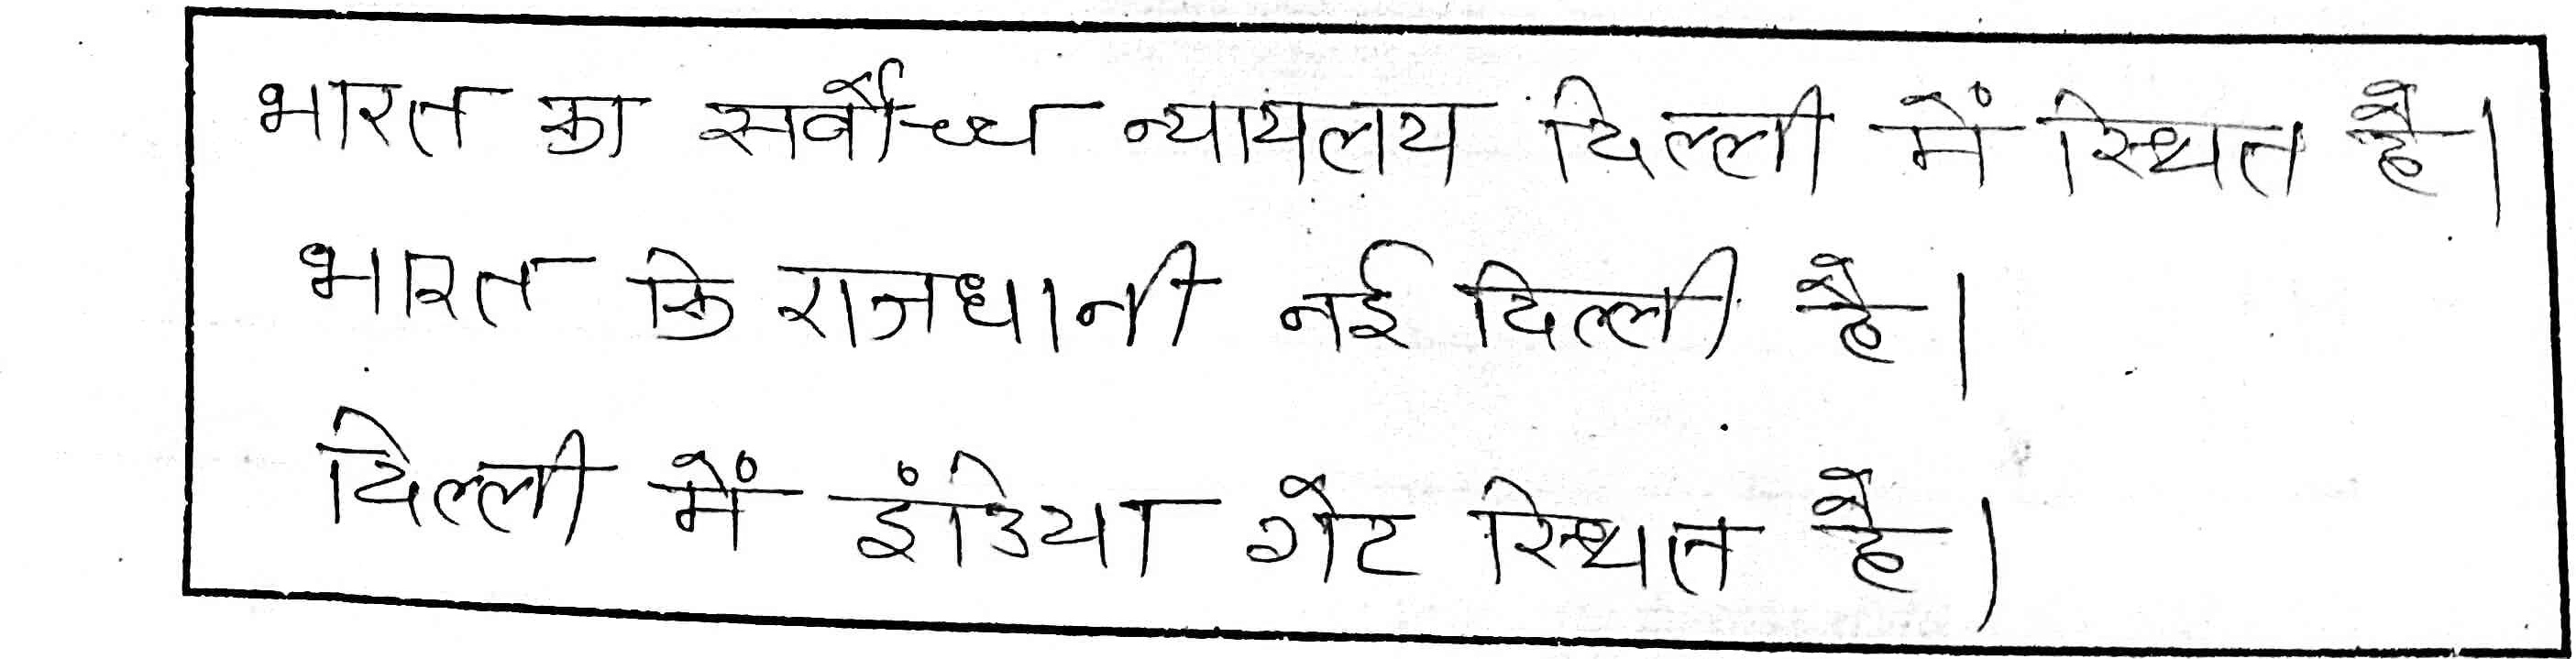 भारत का सर्वोच्च न्यायलय दिल्ली में स्थित है।
भारत कि राजधानी नई दिल्ली है।
दिल्ली में इंडिया गेट स्थित है।